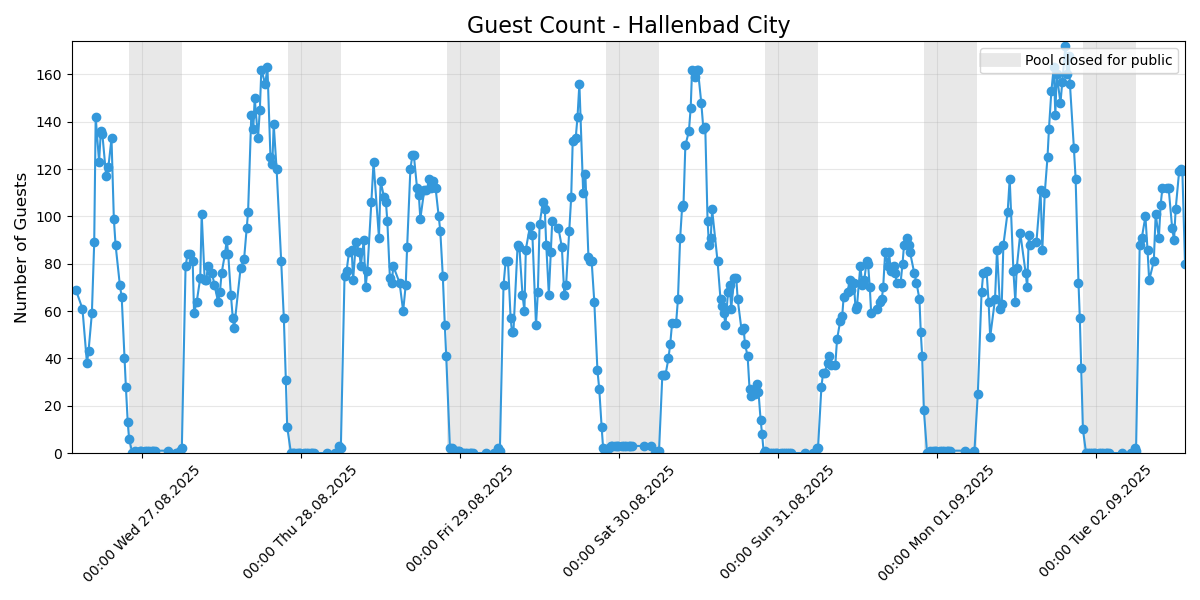 Guest Count - Hallenbad City
Pool closed for public
Number of Guests
160
140
120
100
80
60
40
20
0
00:00 Wed 27.08.2025
00:00 Thu 28.08.2025
00:00 Fri 29.08.2025
00:00 Sat 30.08.2025
00:00 Sun 31.08.2025
00:00 Mon 01.09.2025
00:00 Tue 02.09.2025